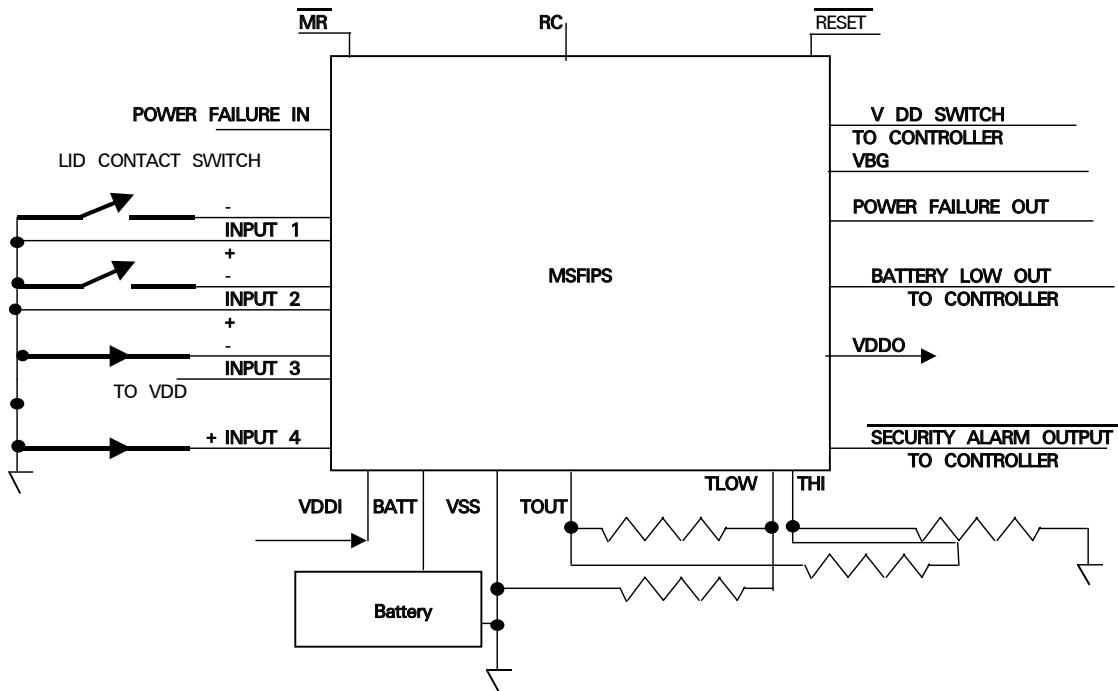 MR
RC
RESET
POWER FAILURE IN
V DD SWITCH
TO CONTROLLER
LID CONTACT SWITCH
VBG
-
INPUT 1
+
POWER FAILURE OUT
-
INPUT 2
+
MSFIPS
BATTERY LOW OUT
TO CONTROLLER
-
INPUT 3
VDDO
TO VDD
+ INPUT 4
SECURITY ALARM OUTPUT
TO CONTROLLER
VDDI
BATT
VSS
TOUT
TLOW
THI
Battery